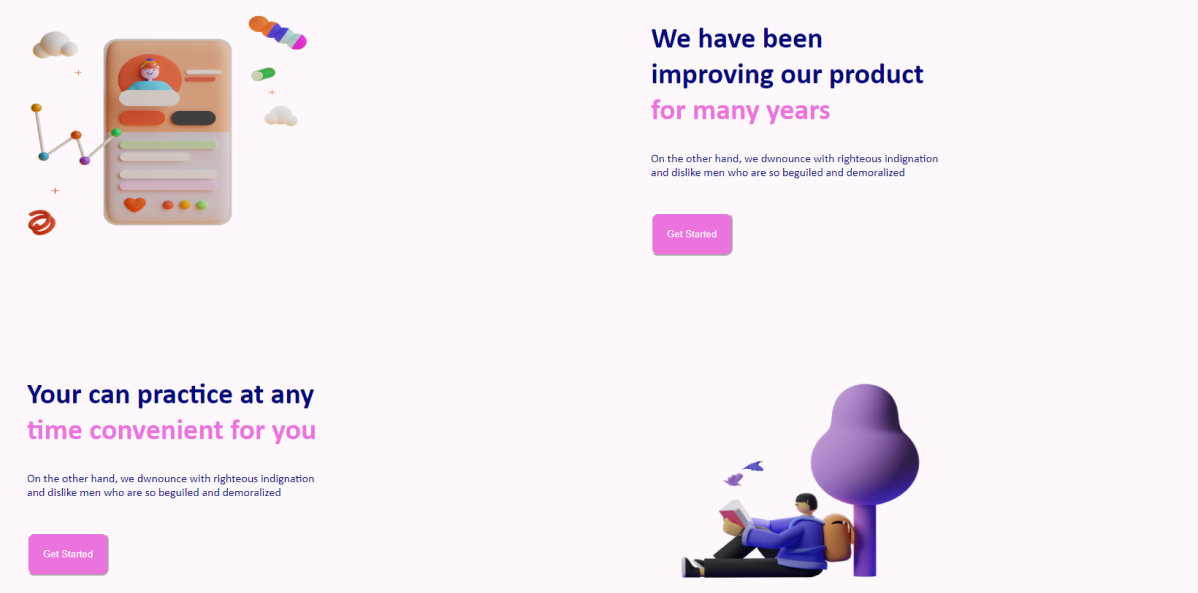 We have been
improving our product
for many years
On the other hand, we dwnounce with righteous indignation
and dislike men who are so beguiled and demoralized
Get Started
Your can practice at any
time convenient for you
On the other hand, we dwnounce with righteous indignation
and dislike men who are so beguiled and demoralized
Get Started